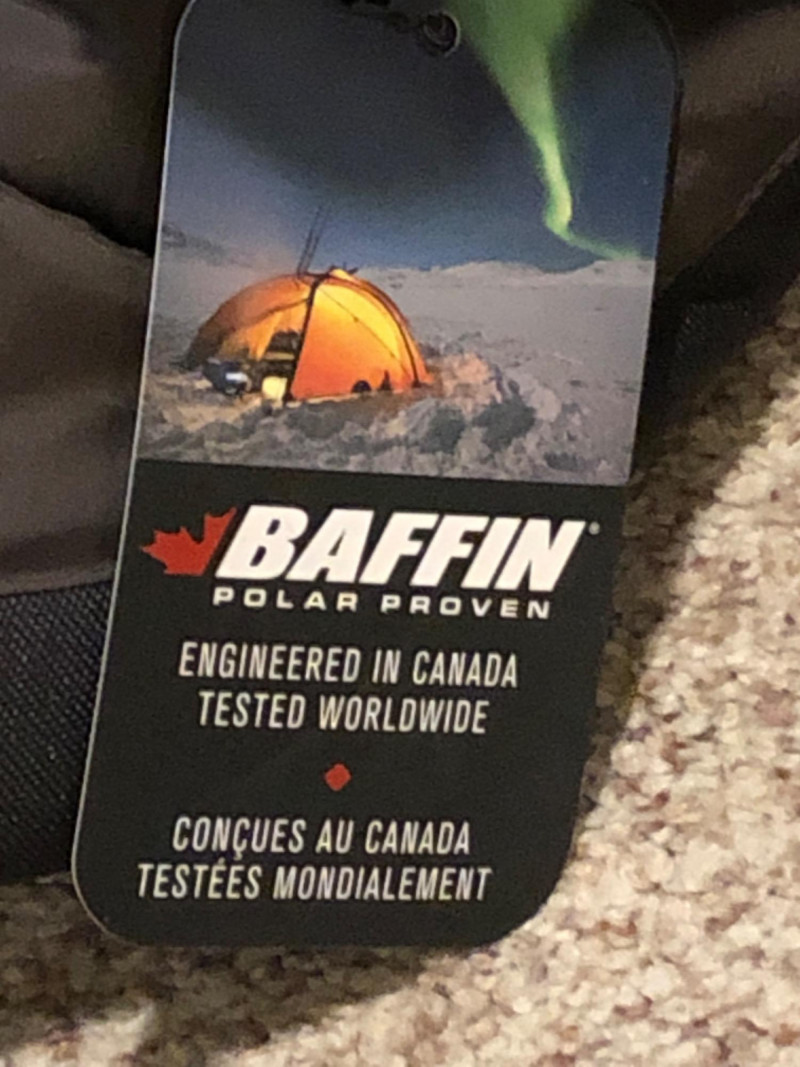 BAFFIN®
POLAR PROVEN
ENGINEERED IN CANADA
TESTED WORLDWIDE
CONÇUES AU CANADA
TESTÉES MONDIALEMENT